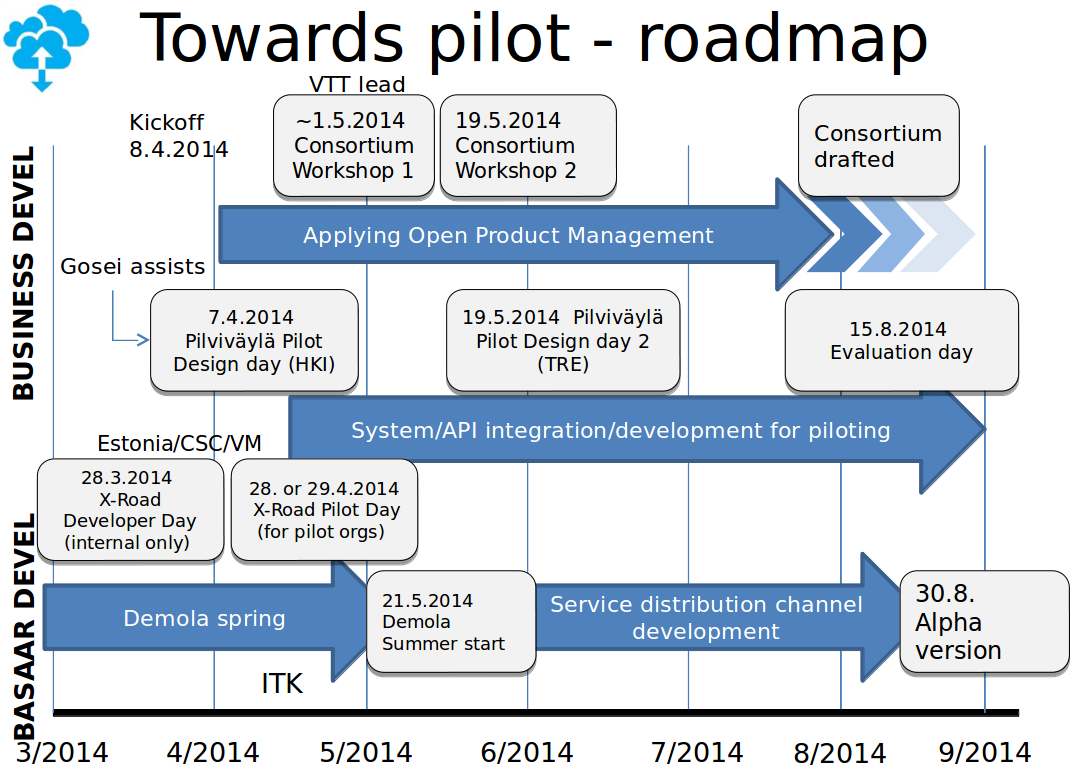 Towards pilot - roadmap
VTT lead
Kickoff
8.4.2014
~1.5.2014
Consortium
Workshop 1
19.5.2014
Consortium
Workshop 2
Consortium
drafted
BUSINESS DEVEL
Applying Open Product Management
Gosei assists
7.4.2014
Pilviväylä Pilot
Design day (HKI)
19.5.2014  Pilviväylä
Pilot Design day 2
(TRE)
15.8.2014
Evaluation day
System/API integration/development for piloting
Estonia/CSC/VM
28.3.2014
X-Road
Developer Day
(internal only)
28. or 29.4.2014
X-Road Pilot Day
(for pilot orgs)
BASAAR DEVEL
Demola spring
21.5.2014
Demola
Summer start
Service distribution channel
development
30.8.
Alpha
version
ITK
3/2014 4/2014 5/2014 6/2014 7/2014 8/2014 9/2014